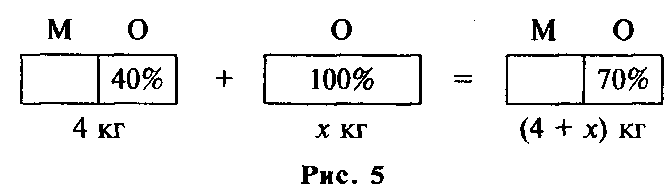 М О О М О
40% + 100% = 70%
4 кг x кг (4 + x) кг
Рис. 5